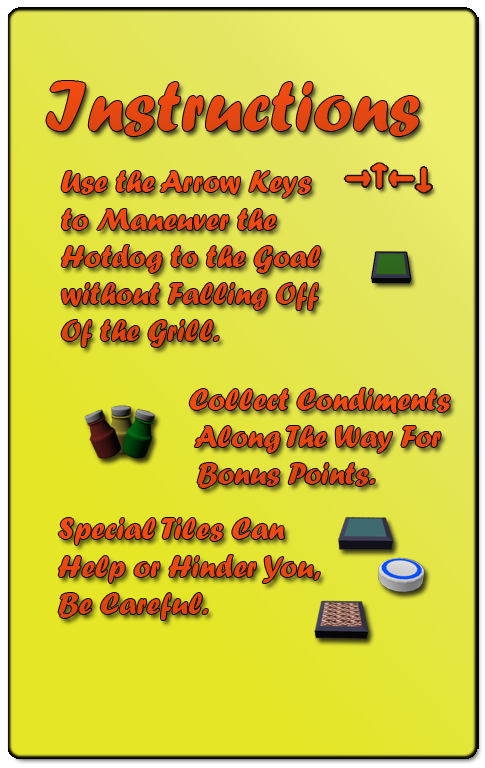 Instructions
Use the Arrow Keys
to Maneuver the
Hotdog to the Goal
without Falling Off
Of the Grill.
Collect Condiments
Along The Way For
Bonus Points.
Special Tiles Can
Help or Hinder You,
Be Careful.